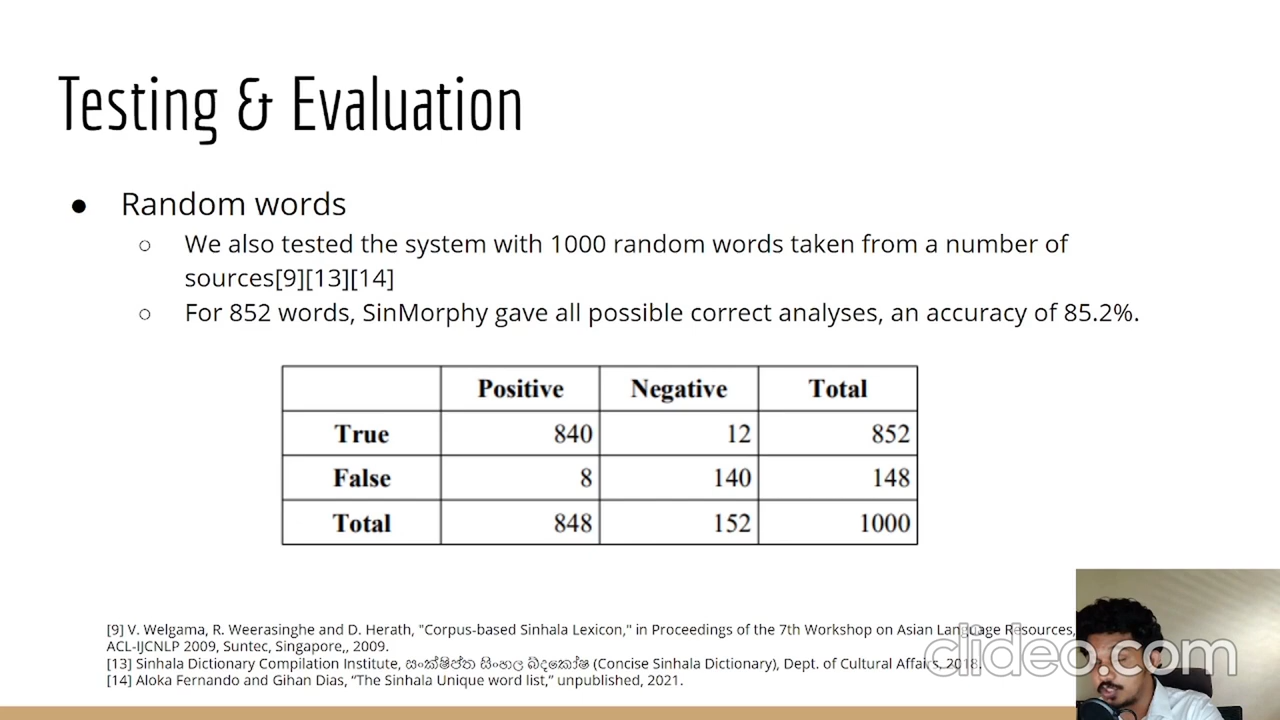 Testing & Evaluation
● Random words
○ We also tested the system with 1000 random words taken from a number of
sources[9][13][14]
○ For 852 words, SinMorphy gave all possible correct analyses, an accuracy of 85.2%.
Positive Negative Total
True 840 12 852
False 8 140 148
Total 848 152 1000
[9] V. Welgama, R. Weerasinghe and D. Herath, "Corpus-based Sinhala Lexicon," in Proceedings of the 7th Workshop on Asian Language Resources,
ACL-IJCNLP 2009, Suntec, Singapore,, 2009.
[13] Sinhala Dictionary Compilation Institute, සංක්ෂිප්ත සිංහල ශබ්දකෝෂ (Concise Sinhala Dictionary), Dept. of Cultural Affairs, 2018.
[14] Aloka Fernando and Gihan Dias, “The Sinhala Unique word list,” unpublished, 2021.
clideo.com